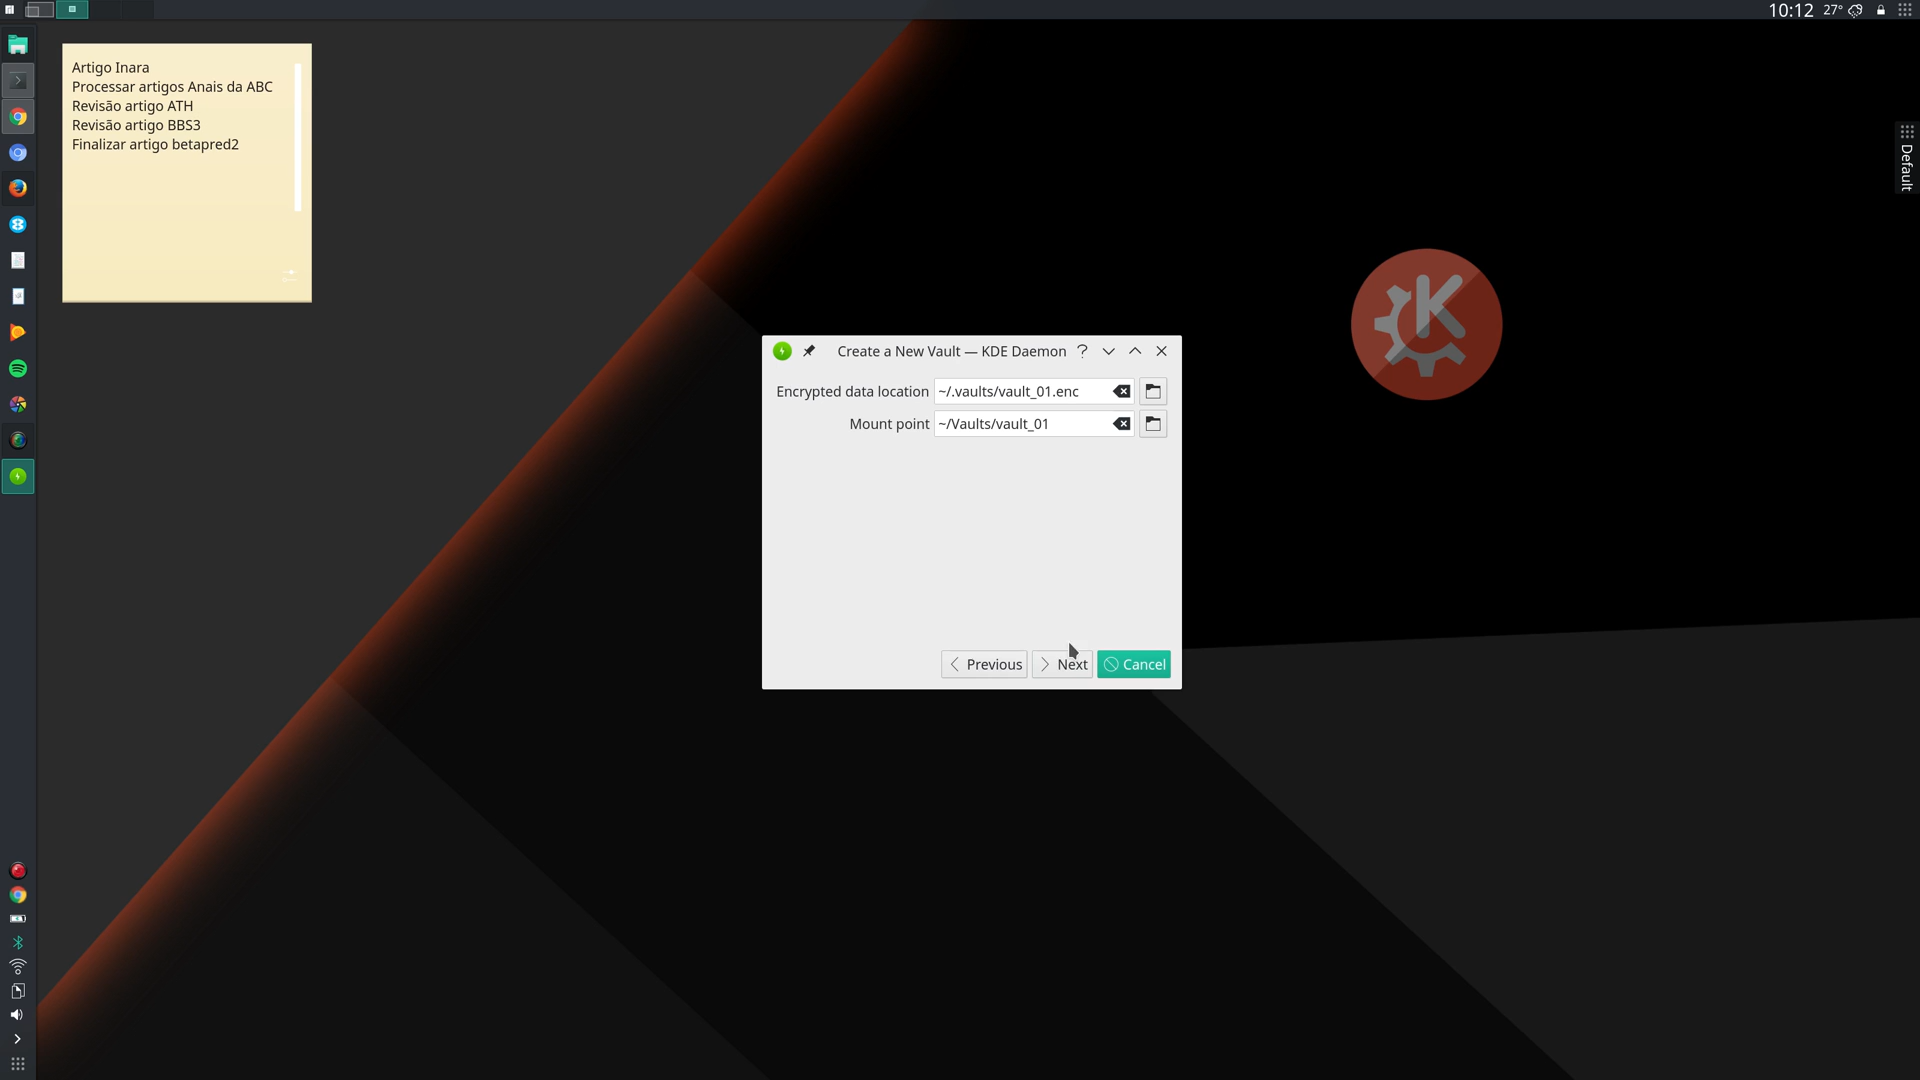 10:12 27°
Artigo Inara
Processar artigos Anais da ABC
Revisão artigo ATH
Revisão artigo BBS3
Finalizar artigo betapred2
Default
Create a New Vault — KDE Daemon
Encrypted data location ~/.vaults/vault_01.enc
Mount point ~/Vaults/vault_01
Previous Next Cancel